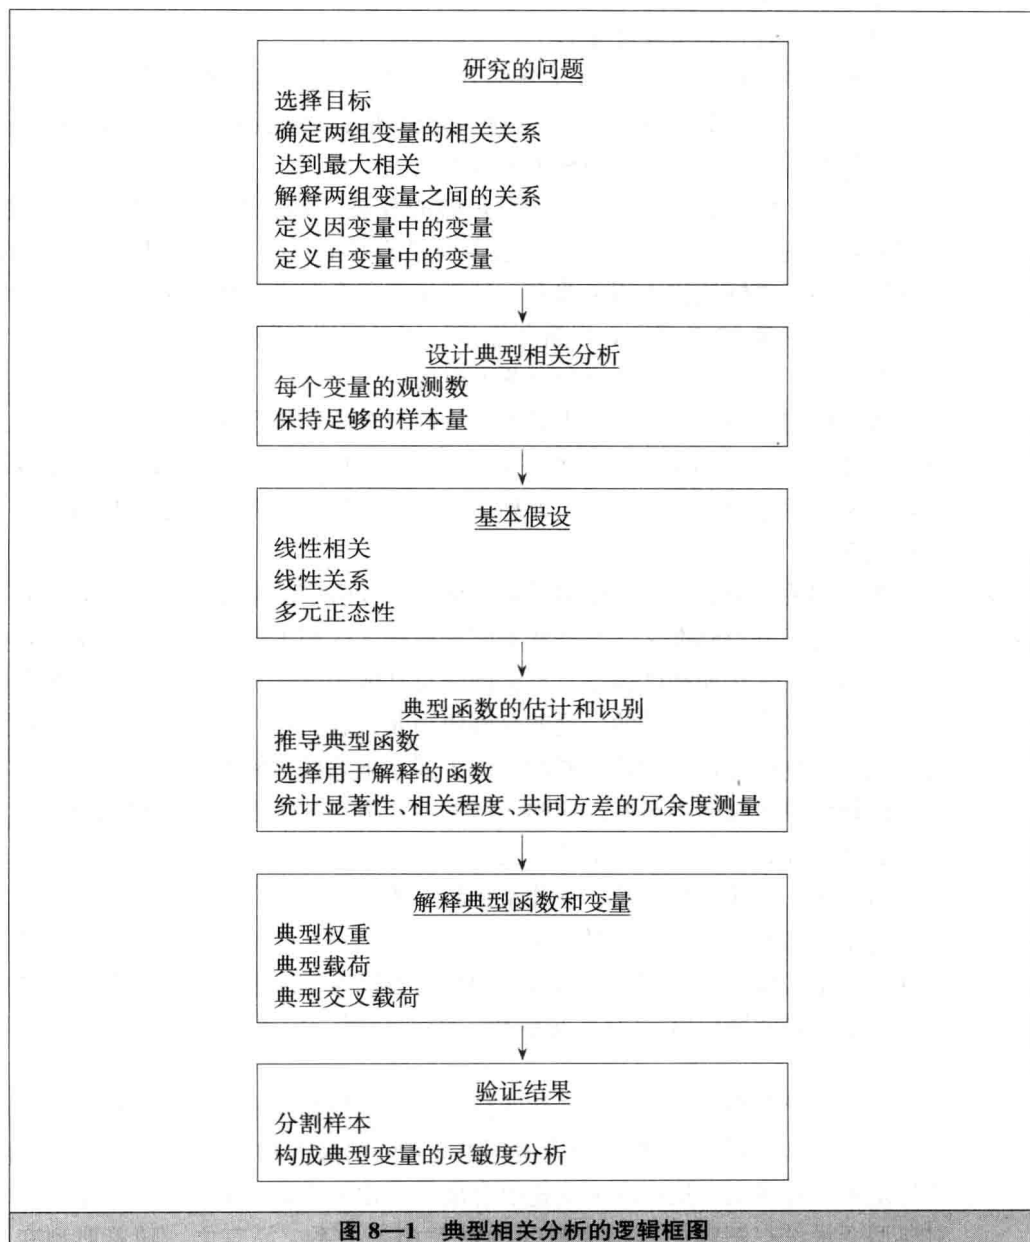 研究的问题
选择目标
确定两组变量的相关关系
达到最大相关
解释两组变量之间的关系
定义因变量中的变量
定义自变量中的变量
设计典型相关分析
每个变量的观测数
保持足够的样本量
基本假设
线性相关
线性关系
多元正态性
典型函数的估计和识别
推导典型函数
选择用于解释的函数
统计显著性、相关程度、共同方差的冗余度测量
解释典型函数和变量
典型权重
典型载荷
典型交叉载荷
验证结果
分割样本
构成典型变量的灵敏度分析
图 8—1 典型相关分析的逻辑框图